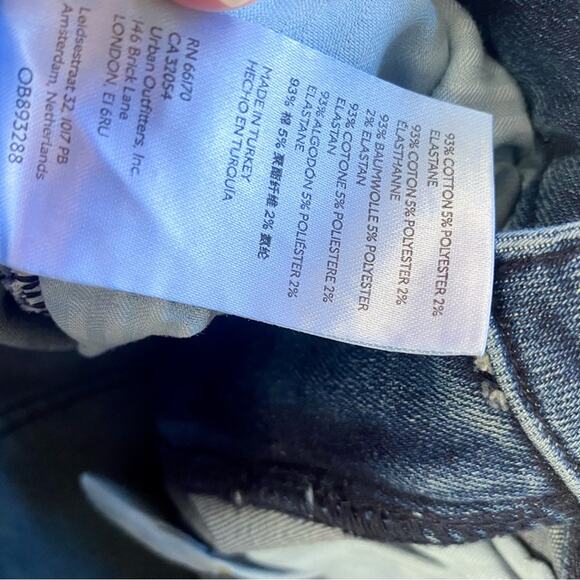 93% COTTON 5% POLYESTER 2%
ELASTANE
93% COTON 5% POLYESTER 2%
ELASTHANNE
93% BAUMWOLLE 5% POLYESTER
2% ELASTAN
93% COTONE 5% POLIESTERE 2%
ELASTAN
93% ALGODON 5% POLIÉSTER 2%
ELASTANE
93% 棉 5% 聚酯纤维 2% 氨纶
MADE IN TURKEY
HECHO EN TURQUIA
RN 66170
CA 32054
Urban Outfitters, Inc.
146 Brick Lane
LONDON E1 6RU
Leidsestraat 32, 1017 PB
Amsterdam, Netherlands
OB893288